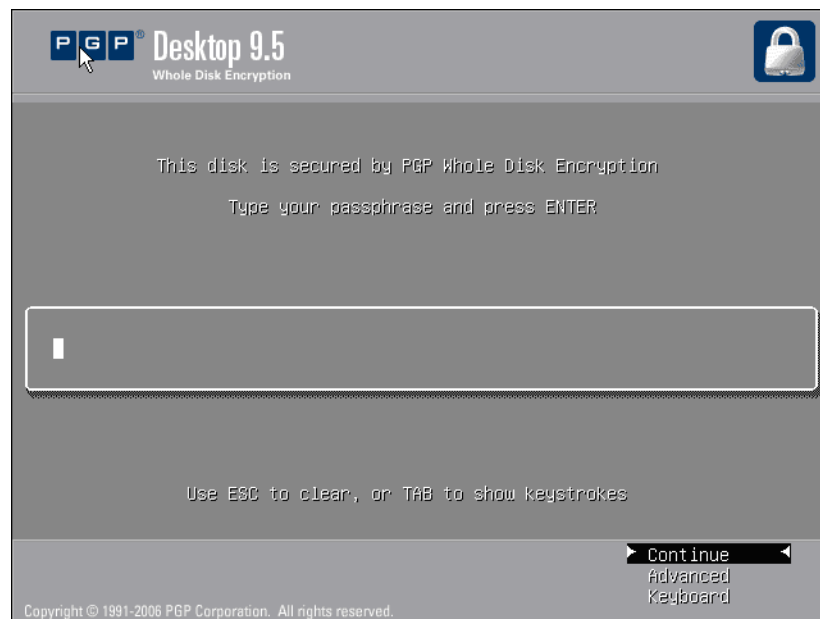 PGP® Desktop 9.5
Whole Disk Encryption
This disk is secured by PGP Whole Disk Encryption
Type your passphrase and press ENTER
Use ESC to clear, or TAB to show keystrokes
Continue
Advanced
Keyboard
Copyright © 1991-2006 PGP Corporation. All rights reserved.